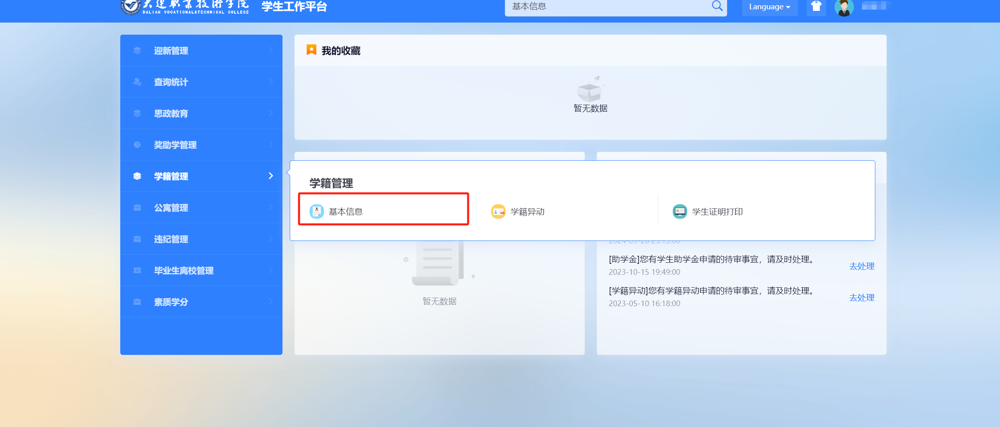 大连职业技术学院
DALIAN VOCATIONAL&TECHNICAL COLLEGE
学生工作平台
基本信息
Language
迎新管理
查询统计
思政教育
奖助学管理
学籍管理
公寓管理
违纪管理
毕业生离校管理
素质学分
我的收藏
暂无数据
学籍管理
基本信息
学籍异动
学生证明打印
暂无数据
[助学金]您有学生助学金申请的待审事宜，请及时处理。
2023-10-15 19:49:00
去处理
[学籍异动]您有学籍异动申请的待审事宜，请及时处理。
2023-05-10 16:18:00
去处理